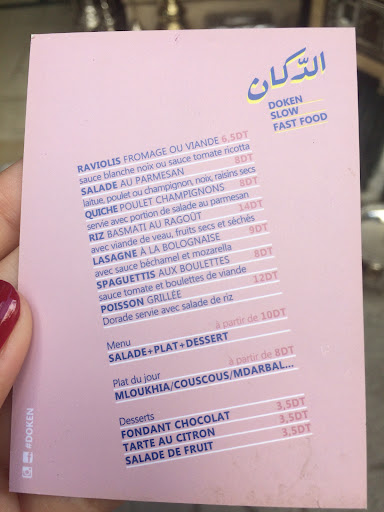 الدّكان
DOKEN
SLOW
FAST FOOD
RAVIOLIS FROMAGE OU VIANDE 6,5DT
sauce blanche noix ou sauce tomate ricotta
SALADE AU PARMESAN 8DT
laitue, poulet ou champignon, noix, raisins secs
QUICHE POULET CHAMPIGNONS 8DT
servie avec portion de salade au parmesan
RIZ BASMATI AU RAGOÛT 14DT
avec viande de veau, fruits secs et séchés
LASAGNE À LA BOLOGNAISE 9DT
avec sauce béchamel et mozarella
SPAGUETTIS AUX BOULETTES 8DT
sauce tomate et boulettes de viande
POISSON GRILLÉE 12DT
Dorade servie avec salade de riz
Menu à partir de 10DT
SALADE+PLAT+DESSERT
Plat du jour à partir de 8DT
MLOUKHIA/COUSCOUS/MDARBAL...
Desserts
FONDANT CHOCOLAT 3,5DT
TARTE AU CITRON 3,5DT
SALADE DE FRUIT 3,5DT
#DOKEN